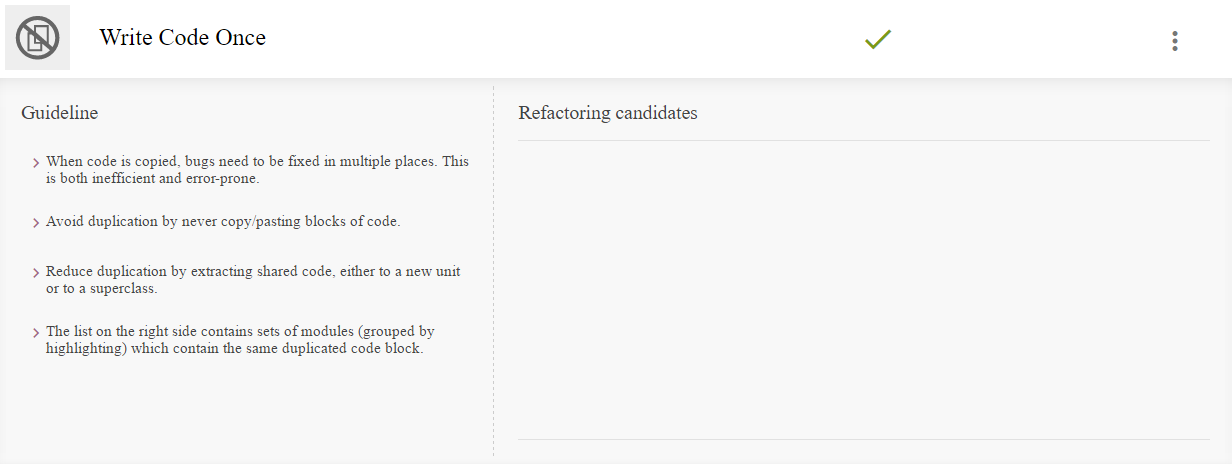 Write Code Once
Guideline
When code is copied, bugs need to be fixed in multiple places. This
is both inefficient and error-prone.
Avoid duplication by never copy/pasting blocks of code.
Reduce duplication by extracting shared code, either to a new unit
or to a superclass.
The list on the right side contains sets of modules (grouped by
highlighting) which contain the same duplicated code block.
Refactoring candidates